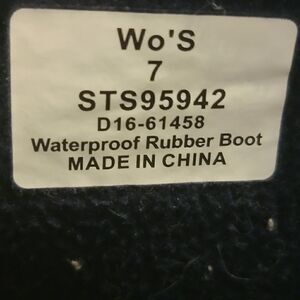 Wo'S
7
STS95942
D16-61458
Waterproof Rubber Boot
MADE IN CHINA